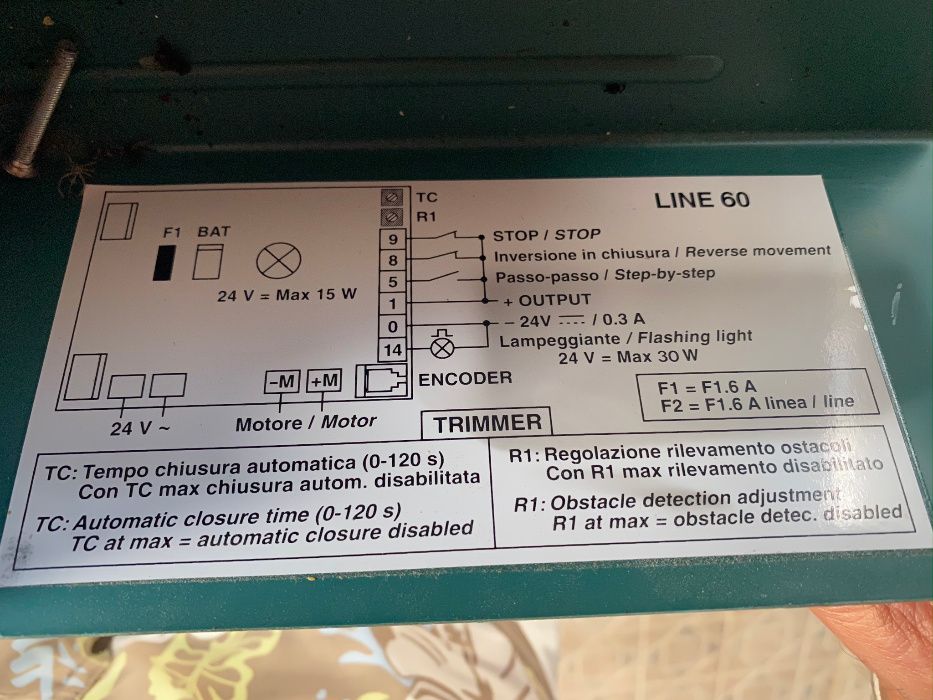 LINE 60
TC
R1
F1 BAT
24 V = Max 15 W
9 STOP / STOP
8 Inversione in chiusura / Reverse movement
5 Passo-passo / Step-by-step
1 + OUTPUT
0 – 24V / 0.3 A
14 Lampeggiante / Flashing light
24 V = Max 30 W
–M +M ENCODER
24 V ~
Motore / Motor
F1 = F1.6 A
F2 = F1.6 A linea / line
TRIMMER
TC: Tempo chiusura automatica (0-120 s)
Con TC max chiusura autom. disabilitata
TC: Automatic closure time (0-120 s)
TC at max = automatic closure disabled
R1: Regolazione rilevamento ostacoli
Con R1 max rilevamento disabilitato
R1: Obstacle detection adjustment
R1 at max = obstacle detec. disabled